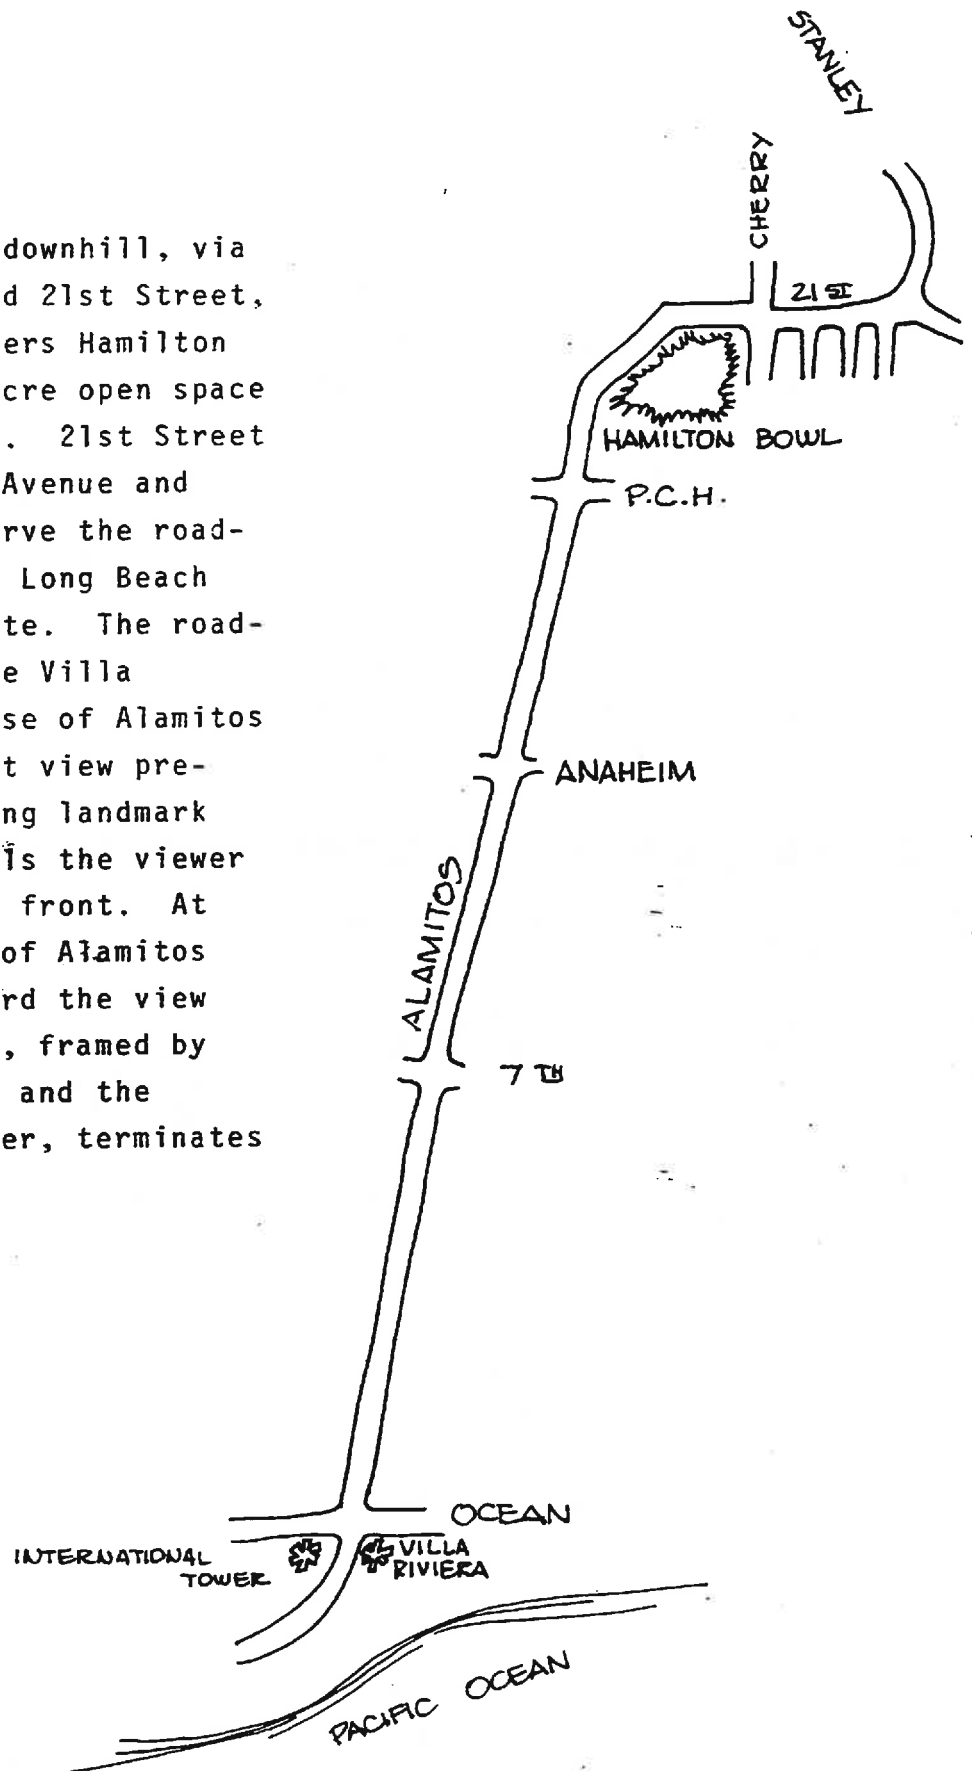 downhill, via
d 21st Street,
ers Hamilton
cre open space
. 21st Street
Avenue and
rve the road-
Long Beach
te. The road-
e Villa
se of Alamitos
t view pre-
ng landmark
is the viewer
front. At
of Alamitos
rd the view
, framed by
and the
er, terminates
STANLEY
CHERRY
21 ST
HAMILTON BOWL
P.C.H.
ANAHEIM
ALAMITOS
7 TH
OCEAN
INTERNATIONAL
TOWER
VILLA
RIVIERA
PACIFIC OCEAN